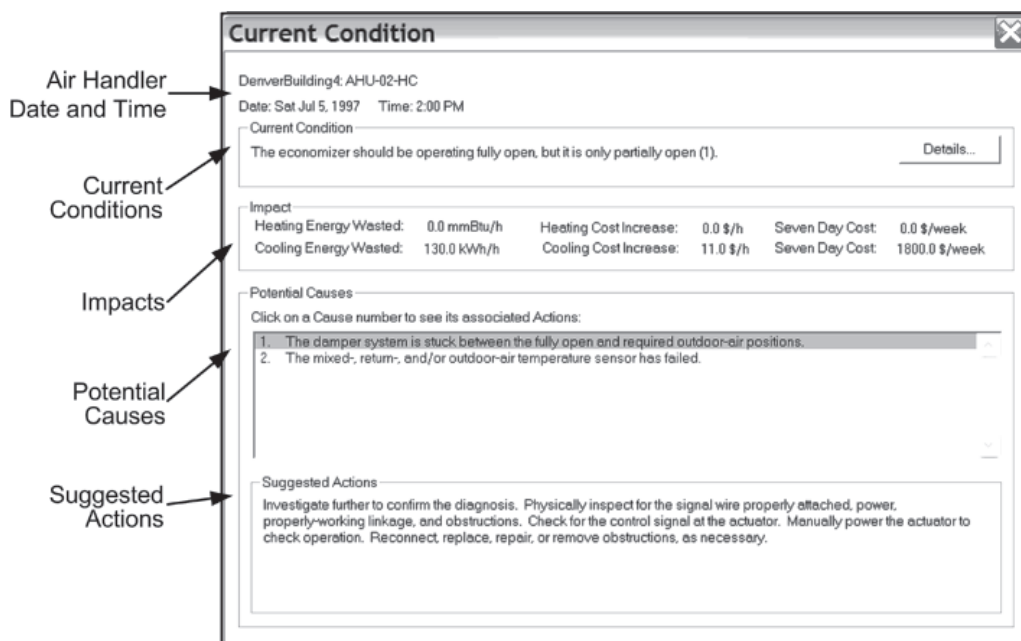 Current Condition
Air Handler
Date and Time
DenverBuilding4: AHU-02-HC
Date: Sat Jul 5, 1997 Time: 2:00 PM
Current Condition
The economizer should be operating fully open, but it is only partially open (1).
Details...
Current
Conditions
Impact
Heating Energy Wasted: 0.0 mmBtu/h Heating Cost Increase: 0.0 $/h Seven Day Cost: 0.0 $/week
Cooling Energy Wasted: 130.0 kWh/h Cooling Cost Increase: 11.0 $/h Seven Day Cost: 1800.0 $/week
Impacts
Potential Causes
Click on a Cause number to see its associated Actions:
1. The damper system is stuck between the fully open and required outdoor-air positions.
2. The mixed-, return-, and/or outdoor-air temperature sensor has failed.
Potential
Causes
Suggested Actions
Investigate further to confirm the diagnosis. Physically inspect for the signal wire properly attached, power,
properly-working linkage, and obstructions. Check for the control signal at the actuator. Manually power the actuator to
check operation. Reconnect, replace, repair, or remove obstructions, as necessary.
Suggested
Actions